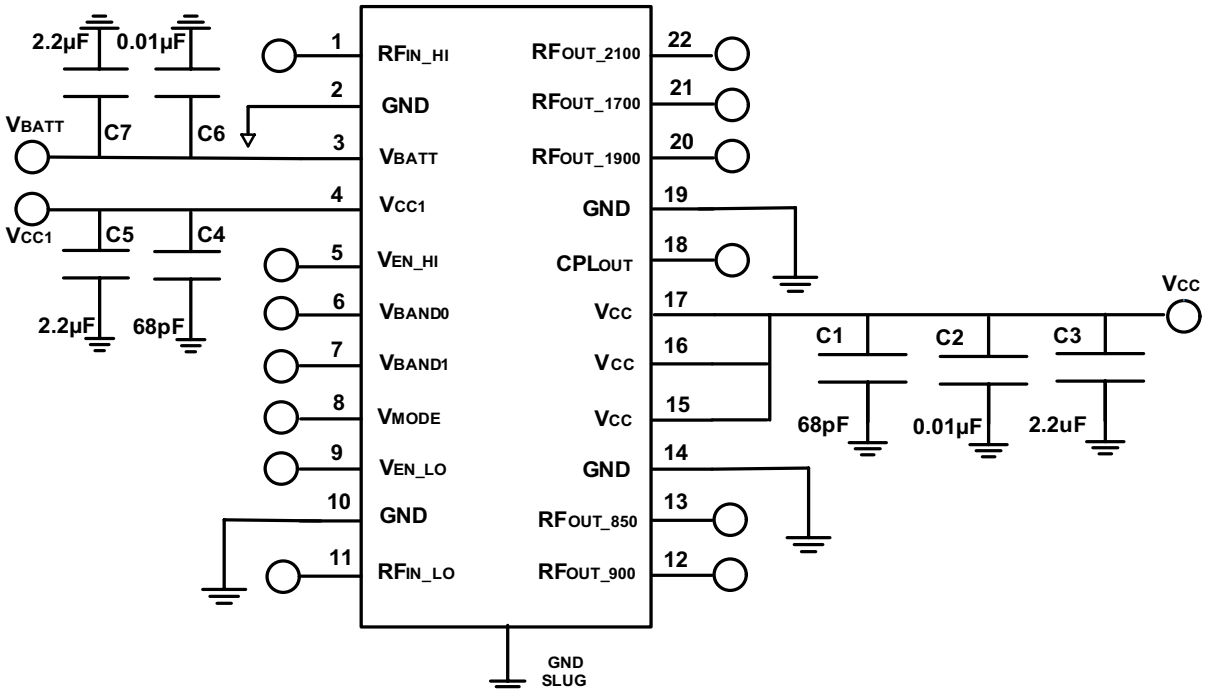 2.2µF 0.01µF
VBATT C7 C6
VCC1 C5 C4
2.2µF 68pF
1 RFIN_HI
2 GND
3 VBATT
4 VCC1
5 VEN_HI
6 VBAND0
7 VBAND1
8 VMODE
9 VEN_LO
10 GND
11 RFIN_LO
RFOUT_2100 22
RFOUT_1700 21
RFOUT_1900 20
GND 19
CPLOUT 18
VCC 17
VCC 16
VCC 15
GND 14
RFOUT_850 13
RFOUT_900 12
VCC
C1 C2 C3
68pF 0.01µF 2.2uF
GND
SLUG